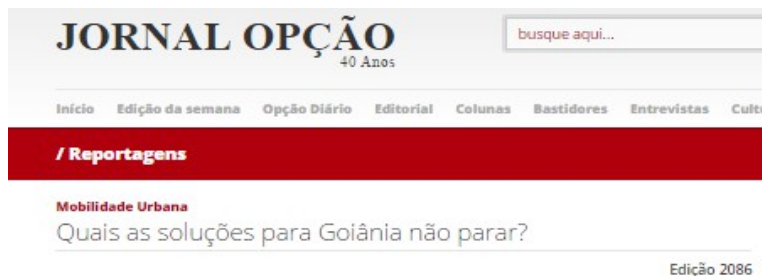 JORNAL OPÇÃO
40 Anos
busque aqui...
Início Edição da semana Opção Diário Editorial Colunas Bastidores Entrevistas Cult
/ Reportagens
Mobilidade Urbana
Quais as soluções para Goiânia não parar?
Edição 2086